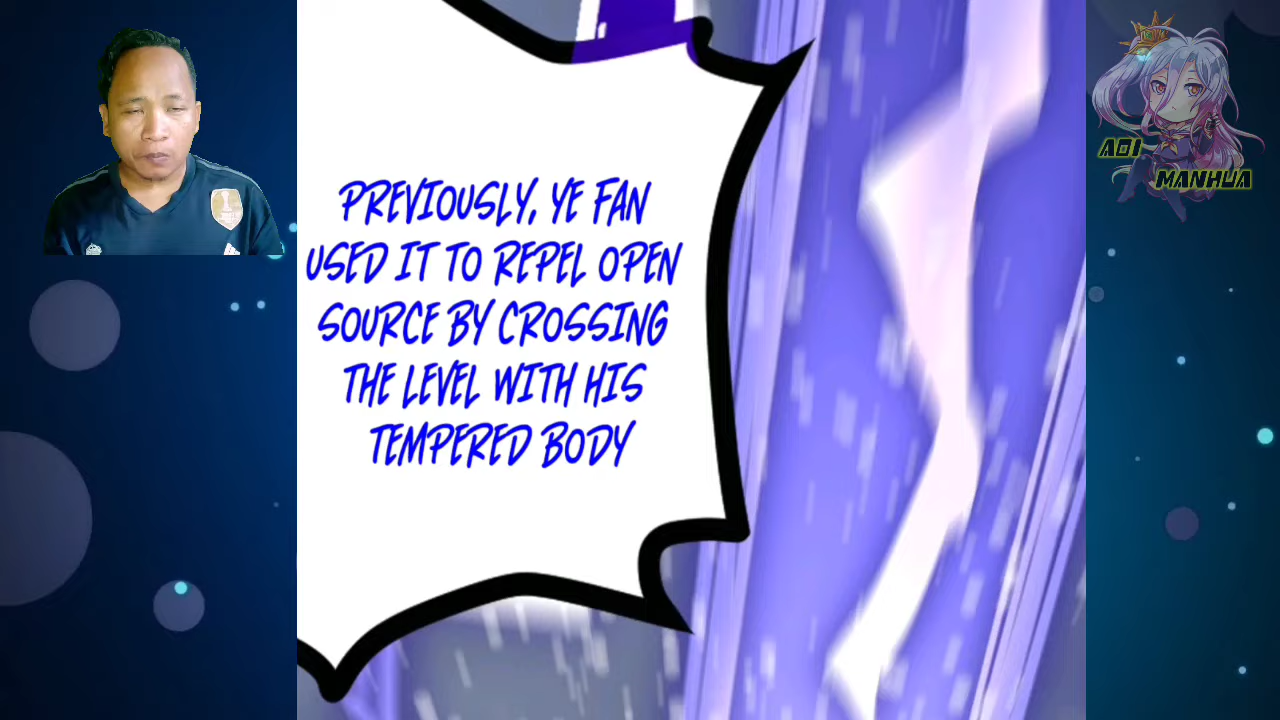 PREVIOUSLY, YE FAN
USED IT TO REPEL OPEN
SOURCE BY CROSSING
THE LEVEL WITH HIS
TEMPERED BODY
AOI
MANHUA